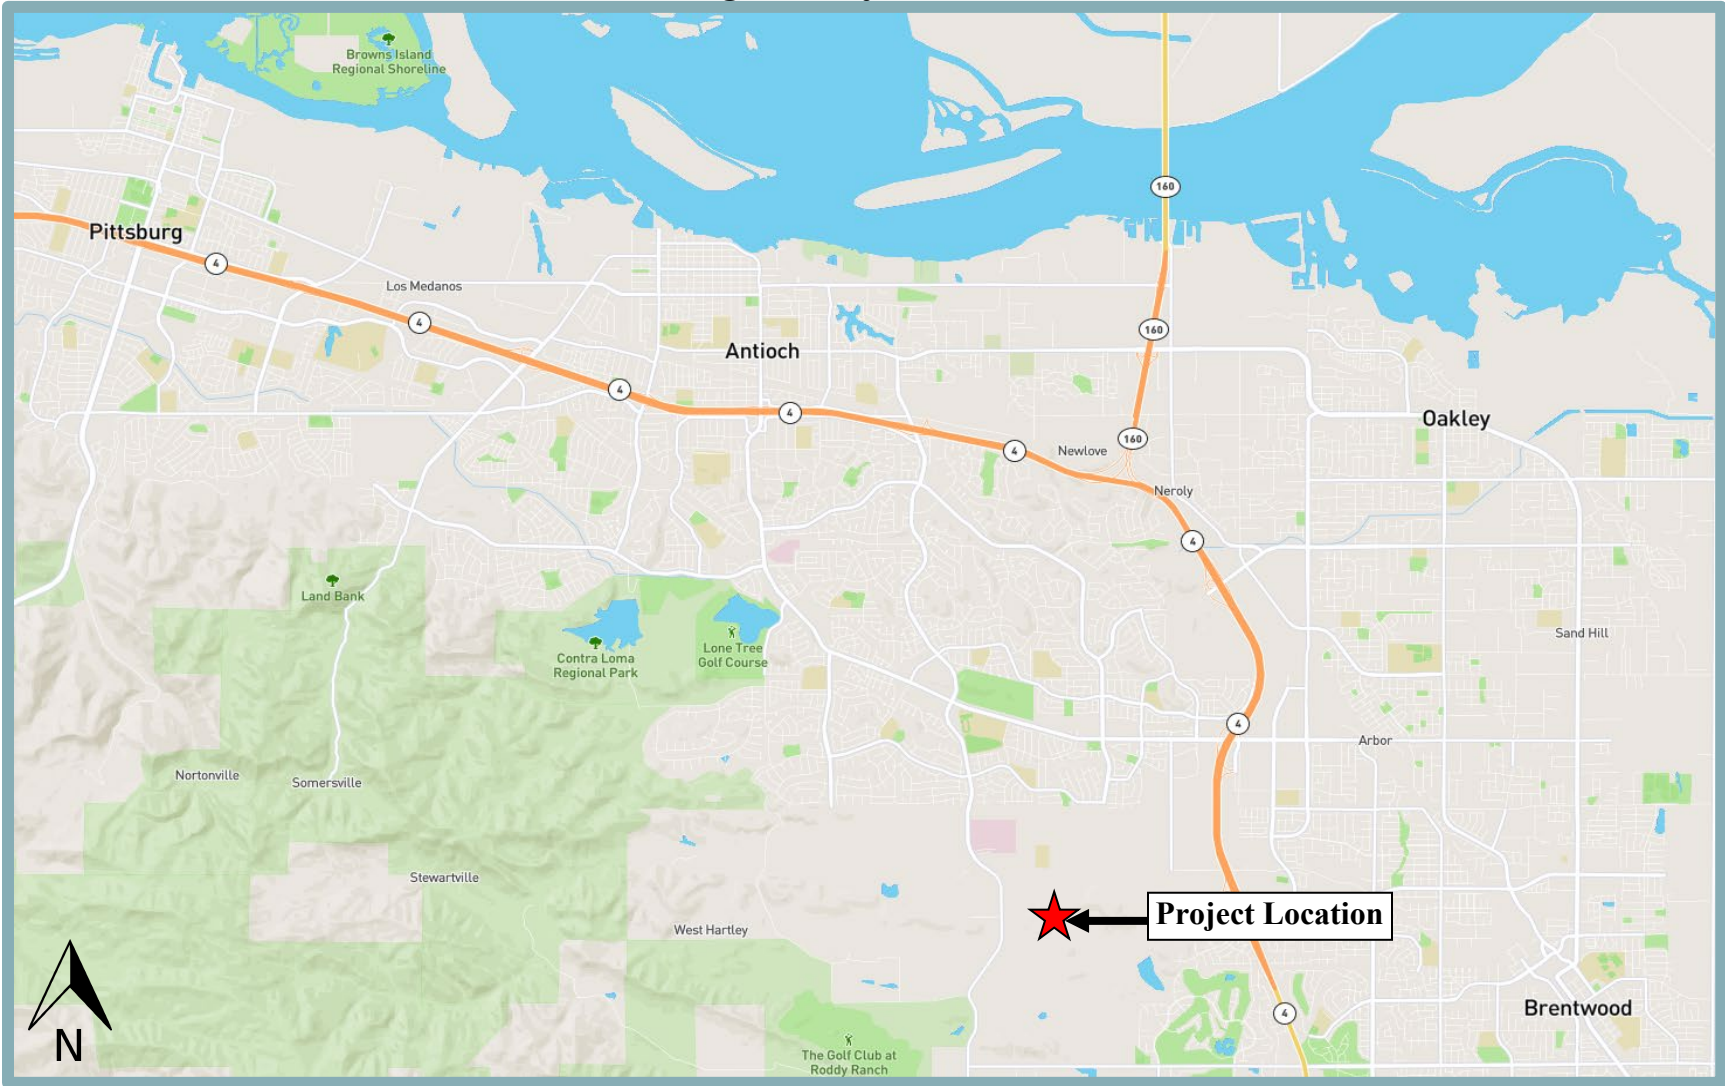 Browns Island
Regional Shoreline
160
Pittsburg
4
Los Medanos
4
160
Antioch
4
4
Oakley
160
4
Newlove
Neroly
4
Land Bank
Sand Hill
Contra Loma
Regional Park
Lone Tree
Golf Course
4
Arbor
Nortonville
Somersville
Stewartville
West Hartley
Project Location
Brentwood
4
N
The Golf Club at
Roddy Ranch